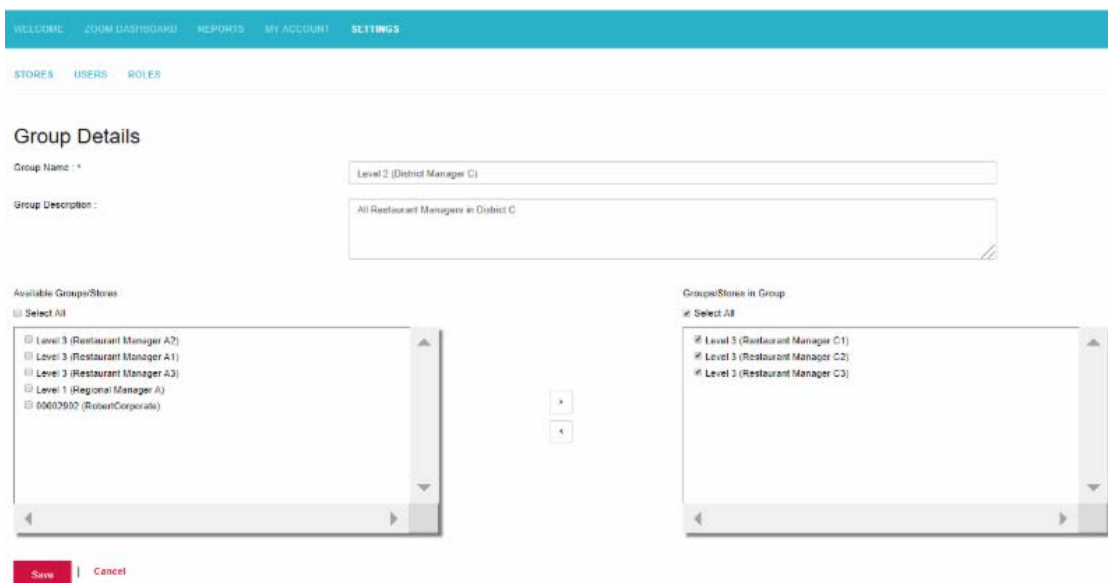 WELCOME ZOOM DASHBOARD REPORTS MY ACCOUNT SETTINGS
STORES USERS ROLES
Group Details
Group Name : *
Level 2 (District Manager C)
Group Description :
All Restaurant Managers in District C
Available Groups/Stores
Select All
Level 3 (Restaurant Manager A2)
Level 3 (Restaurant Manager A1)
Level 3 (Restaurant Manager A3)
Level 1 (Regional Manager A)
00002902 (RobertCorporate)
>
<
Groups/Stores in Group
Select All
Level 3 (Restaurant Manager C1)
Level 3 (Restaurant Manager C2)
Level 3 (Restaurant Manager C3)
Save | Cancel